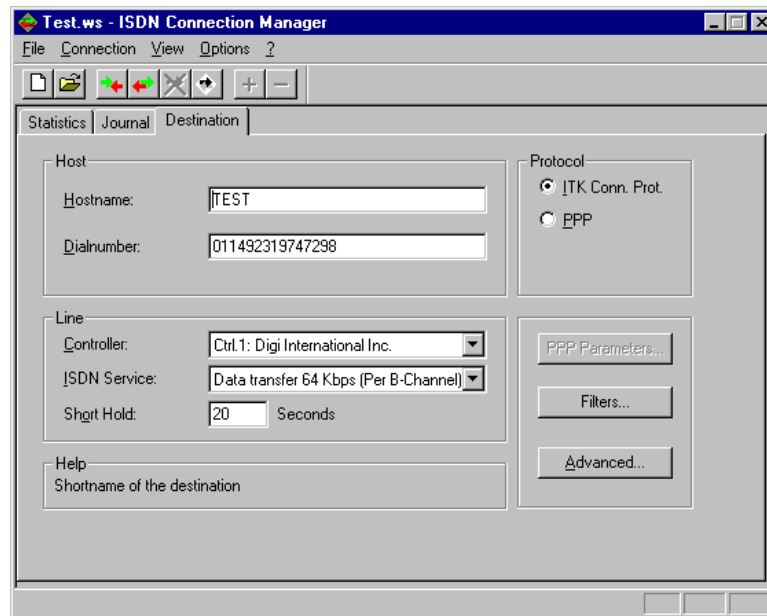 Test.ws - ISDN Connection Manager
File Connection View Options ?
Statistics Journal Destination
Host
Hostname: TEST
Dialnumber: 011492319747298
Protocol
ITK Conn. Prot.
PPP
Line
Controller: Ctrl.1: Digi International Inc.
ISDN Service: Data transfer 64 Kbps (Per B-Channel)
Short Hold: 20 Seconds
PPP Parameters...
Filters...
Advanced...
Help
Shortname of the destination